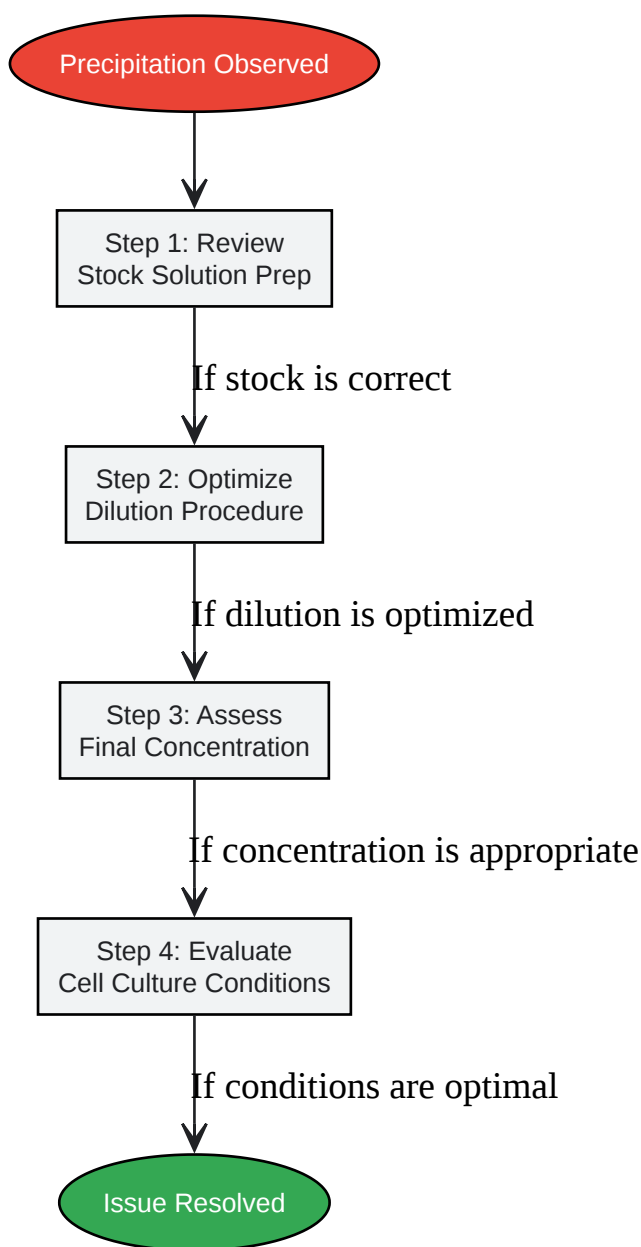 Precipitation Observed
Step 1: Review
Stock Solution Prep
If stock is correct
Step 2: Optimize
Dilution Procedure
If dilution is optimized
Step 3: Assess
Final Concentration
If concentration is appropriate
Step 4: Evaluate
Cell Culture Conditions
If conditions are optimal
Issue Resolved